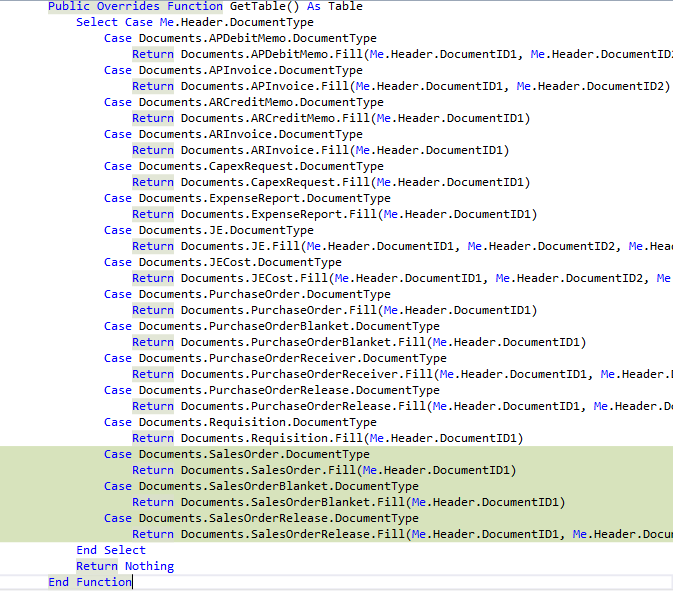 Public Overrides Function GetTable() As Table
Select Case Me.Header.DocumentType
Case Documents.APDebitMemo.DocumentType
Return Documents.APDebitMemo.Fill(Me.Header.DocumentID1, Me.Header.DocumentID2
Case Documents.APInvoice.DocumentType
Return Documents.APInvoice.Fill(Me.Header.DocumentID1, Me.Header.DocumentID2)
Case Documents.ARCreditMemo.DocumentType
Return Documents.ARCreditMemo.Fill(Me.Header.DocumentID1)
Case Documents.ARInvoice.DocumentType
Return Documents.ARInvoice.Fill(Me.Header.DocumentID1)
Case Documents.CapexRequest.DocumentType
Return Documents.CapexRequest.Fill(Me.Header.DocumentID1)
Case Documents.ExpenseReport.DocumentType
Return Documents.ExpenseReport.Fill(Me.Header.DocumentID1)
Case Documents.JE.DocumentType
Return Documents.JE.Fill(Me.Header.DocumentID1, Me.Header.DocumentID2, Me.Hea
Case Documents.JECost.DocumentType
Return Documents.JECost.Fill(Me.Header.DocumentID1, Me.Header.DocumentID2, Me
Case Documents.PurchaseOrder.DocumentType
Return Documents.PurchaseOrder.Fill(Me.Header.DocumentID1)
Case Documents.PurchaseOrderBlanket.DocumentType
Return Documents.PurchaseOrderBlanket.Fill(Me.Header.DocumentID1)
Case Documents.PurchaseOrderReceiver.DocumentType
Return Documents.PurchaseOrderReceiver.Fill(Me.Header.DocumentID1, Me.Header.
Case Documents.PurchaseOrderRelease.DocumentType
Return Documents.PurchaseOrderRelease.Fill(Me.Header.DocumentID1, Me.Header.Do
Case Documents.Requisition.DocumentType
Return Documents.Requisition.Fill(Me.Header.DocumentID1)
Case Documents.SalesOrder.DocumentType
Return Documents.SalesOrder.Fill(Me.Header.DocumentID1)
Case Documents.SalesOrderBlanket.DocumentType
Return Documents.SalesOrderBlanket.Fill(Me.Header.DocumentID1)
Case Documents.SalesOrderRelease.DocumentType
Return Documents.SalesOrderRelease.Fill(Me.Header.DocumentID1, Me.Header.Docum
End Select
Return Nothing
End Function